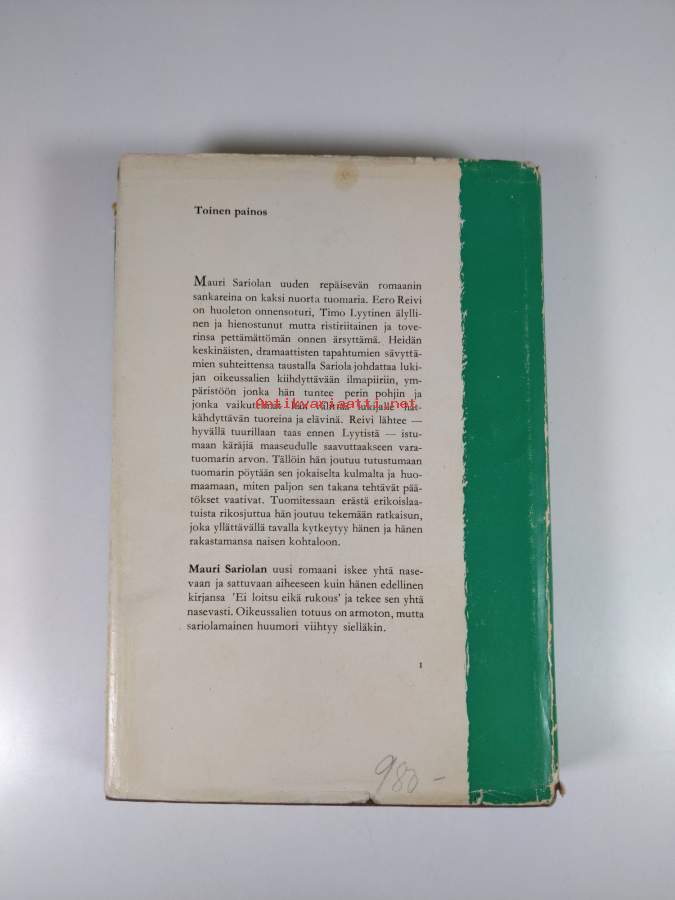 Toinen painos
Mauri Sariolan uuden repäisevän romaanin
sankareina on kaksi nuorta tuomaria. Eero Reivi
on huoleton onnensoturi, Timo Lyytinen älylli-
nen ja hienostunut mutta ristiriitainen ja tove-
rinsa pettämättömän onnen ärsyttämä. Heidän
keskinäisten, dramaattisten tapahtumien sävyttä-
mien suhteittensa taustalla Sariola johdattaa luki-
jan oikeussalien kiihdyttävään ilmapiiriin, ym-
päristöön jonka hän tuntee perin pohjin ja
Antikvariaatti.net
jonka lukijalle hät-
kähdyttävän tuoreina ja elävinä. Reivi lähtee —
hyvällä tuurillaan taas ennen Lyytistä — istu-
maan käräjiä maaseudulle saavuttaakseen vara-
tuomarin arvon. Tällöin hän joutuu tutustumaan
tuomarin pöytään sen jokaiselta kulmalta ja huo-
maamaan, miten paljon sen takana tehtävät pää-
tökset vaativat. Tuomitessaan erästä erikoislaa-
tuista rikosjuttua hän joutuu tekemään ratkaisun,
joka yllättävällä tavalla kytkeytyy hänen ja hänen
rakastamansa naisen kohtaloon.
Mauri Sariolan uusi romaani iskee yhtä nase-
vaan ja sattuvaan aiheeseen kuin hänen edellinen
kirjansa 'Ei loitsu eikä rukous' ja tekee sen yhtä
nasevasti. Oikeussalien totuus on armoton, mutta
sariolamainen huumori viihtyy sielläkin.
1
980-